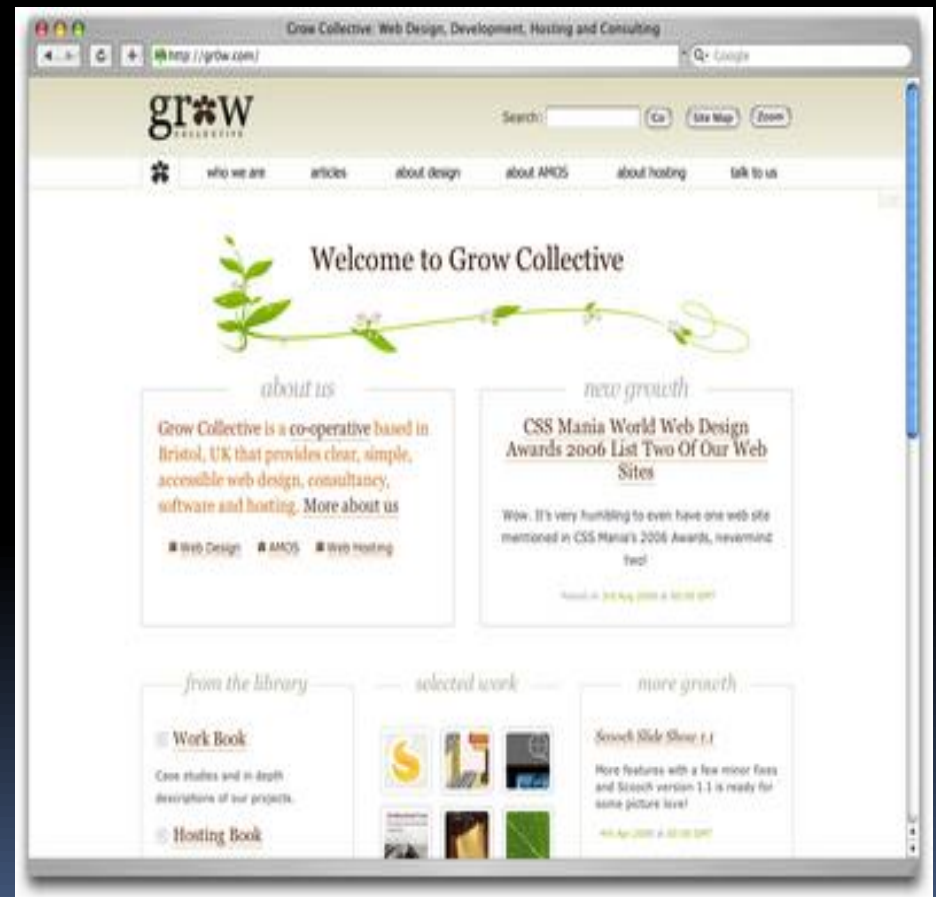 Grow Collective: Web Design, Development, Hosting and Consulting
http://grow.com/
Google
grow
COLLECTIVE
Search:
Go
Site Map
Zoom
who we are
articles
about design
about AMOS
about hosting
talk to us
Welcome to Grow Collective
about us
Grow Collective is a co-operative based in
Bristol, UK that provides clear, simple,
accessible web design, consultancy,
software and hosting. More about us
Web Design
AMOS
Web Hosting
new growth
CSS Mania World Web Design
Awards 2006 List Two Of Our Web
Sites
Wow. It's very humbling to even have one web site
mentioned in CSS Mania's 2006 Awards, nevermind
two!
from the library
Work Book
Case studies and in depth
descriptions of our projects.
Hosting Book
selected work
more growth
Scooch Slide Show 1.1
More features with a few minor fixes
and Scooch version 1.1 is ready for
some picture love!